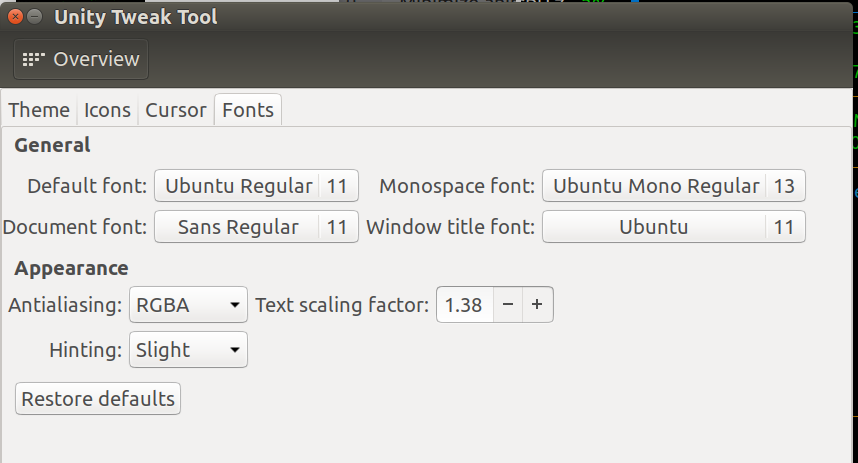 Unity Tweak Tool
Overview
Theme Icons Cursor Fonts
General
Default font: Ubuntu Regular 11 Monospace font: Ubuntu Mono Regular 13
Document font: Sans Regular 11 Window title font: Ubuntu 11
Appearance
Antialiasing: RGBA Text scaling factor: 1.38 − +
Hinting: Slight
Restore defaults